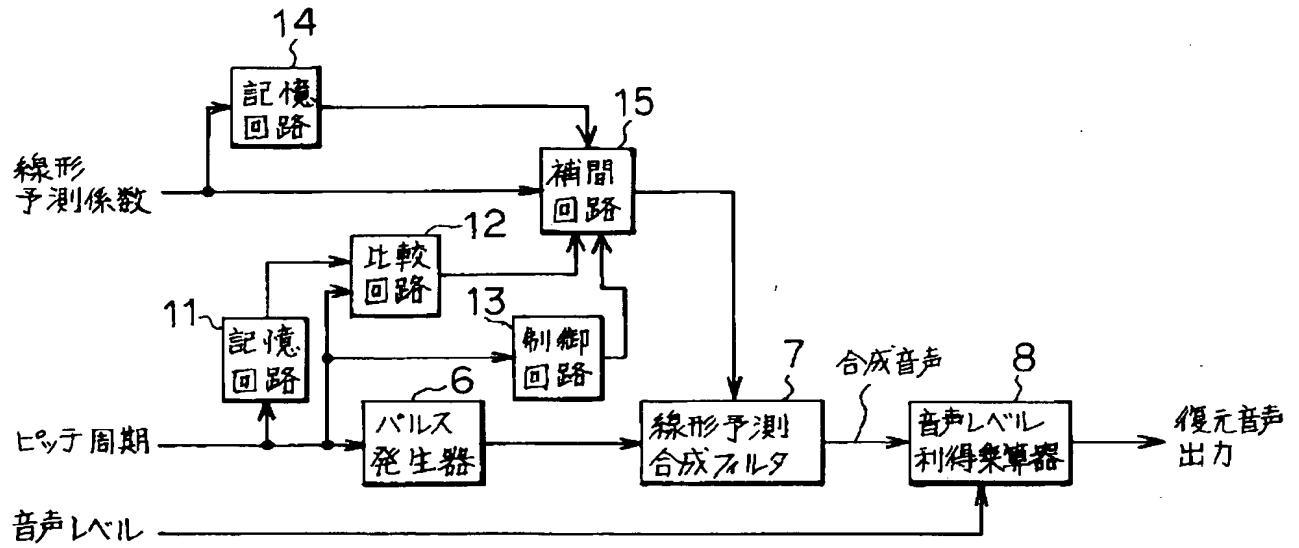 14
記憶
回路
15
補間
回路
線形
予測係数
12
比較
回路
11
記憶
回路
13
制御
回路
ピッチ周期
6
パルス
発生器
7
線形予測
合成フィルタ
合成音声
8
音声レベル
利得乗算器
復元音声
出力
音声レベル